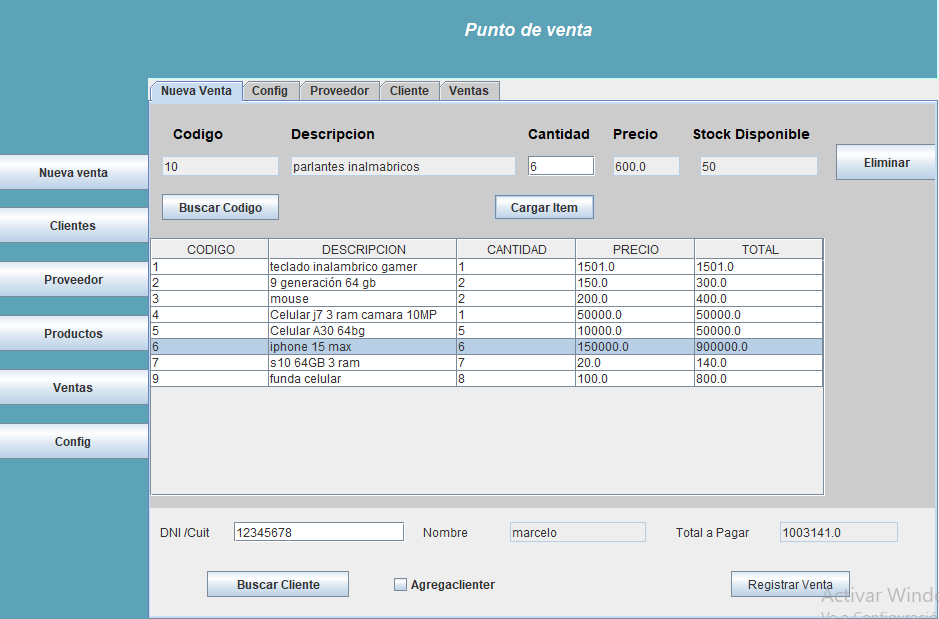 Punto de venta
Nueva Venta Config Proveedor Cliente Ventas
Codigo Descripcion Cantidad Precio Stock Disponible
10 parlantes inalmabricos 6 600.0 50 Eliminar
Buscar Codigo Cargar Item
Nueva venta
Clientes
Proveedor
Productos
Ventas
Config
CODIGO DESCRIPCION CANTIDAD PRECIO TOTAL
1 teclado inalambrico gamer 1 1501.0 1501.0
2 9 generación 64 gb 2 150.0 300.0
3 mouse 2 200.0 400.0
4 Celular j7 3 ram camara 10MP 1 50000.0 50000.0
5 Celular A30 64bg 5 10000.0 50000.0
6 iphone 15 max 6 150000.0 900000.0
7 s10 64GB 3 ram 7 20.0 140.0
9 funda celular 8 100.0 800.0
DNI /Cuit 12345678 Nombre marcelo Total a Pagar 1003141.0
Buscar Cliente Agregaclienter Registrar Venta
Activar Windo
Ve a Configuració